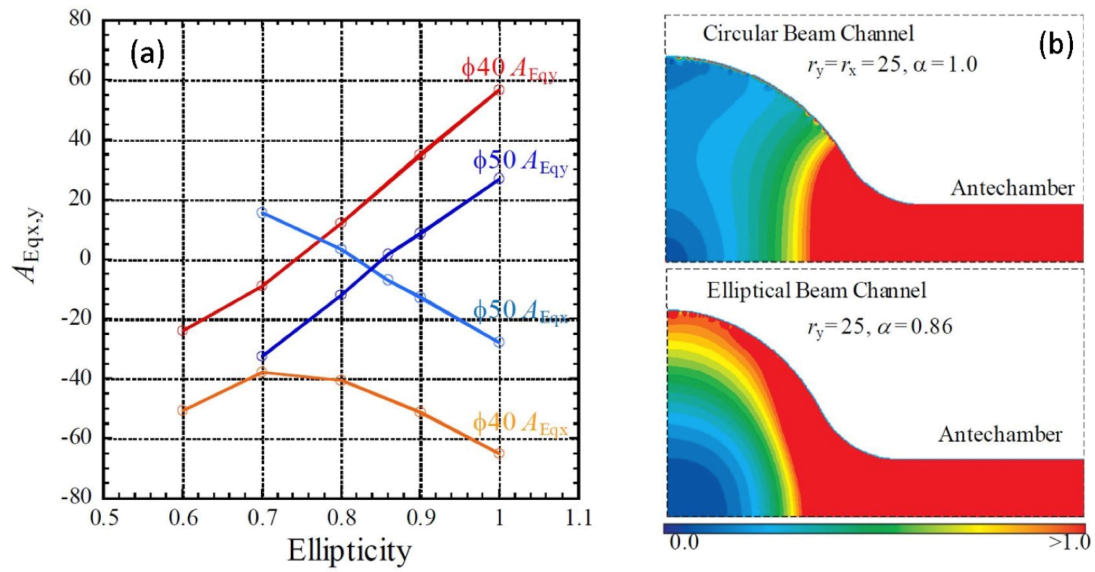 (a)
80
60
40
20
0
-20
-40
-60
-80
A_Eqx,y
ϕ40 A_Eqy
ϕ50 A_Eqy
ϕ50 A_Eqx
ϕ40 A_Eqx
0.5 0.6 0.7 0.8 0.9 1 1.1
Ellipticity
(b)
Circular Beam Channel
r_y=r_x=25, α=1.0
Antechamber
Elliptical Beam Channel
r_y=25, α=0.86
Antechamber
0.0 >1.0